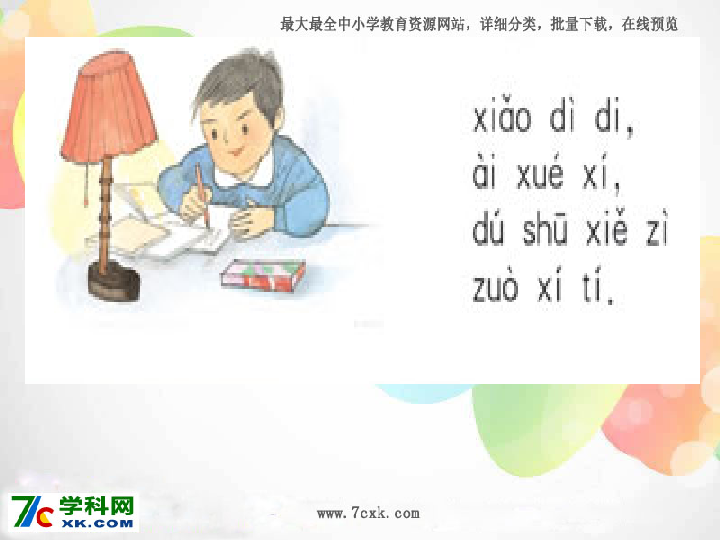 最大最全中小学教育资源网站，详细分类，批量下载，在线预览
xiǎo dì di,
ài xué xí,
dú shū xiě zì
zuò xí tí.
7c学科网
XK.COM
www.7cxk.com